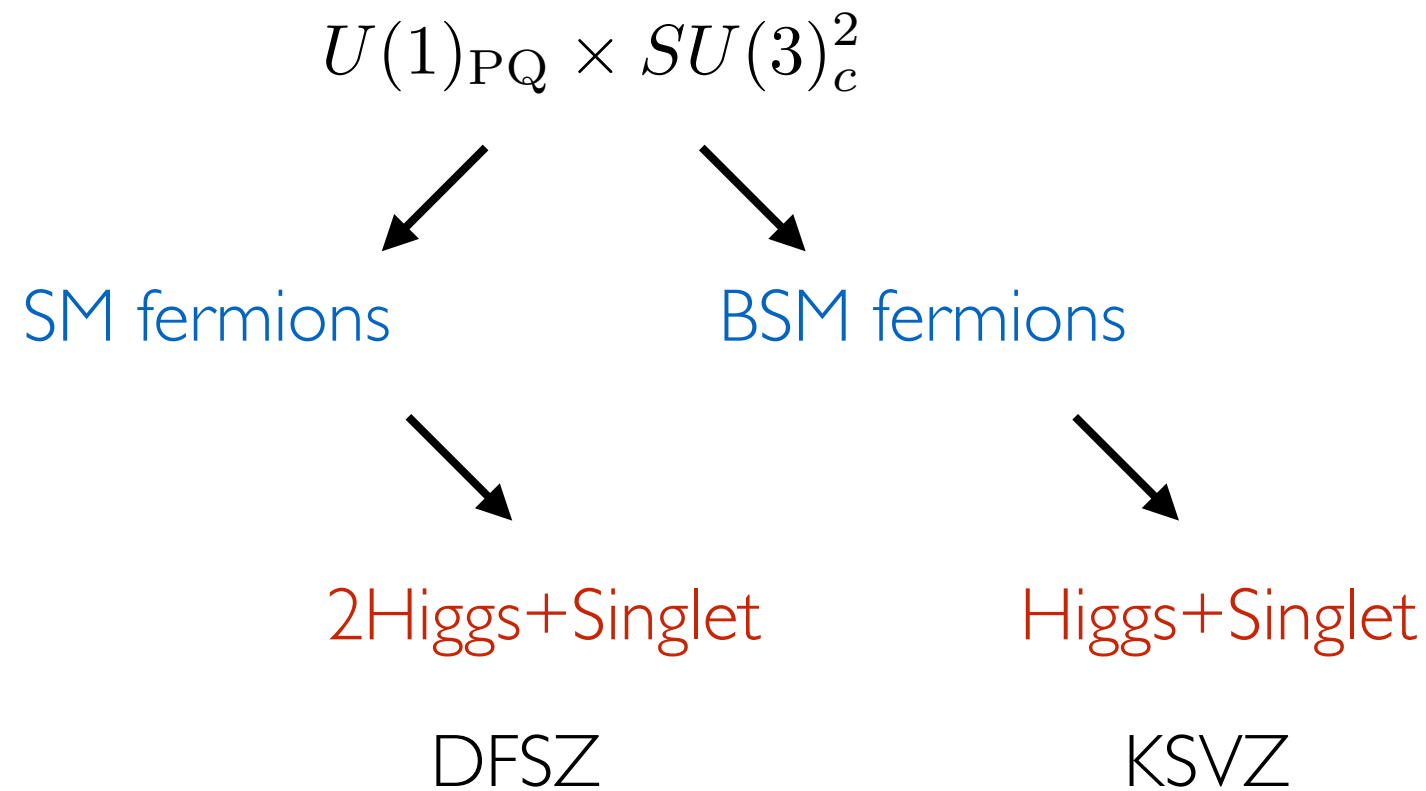 U(1)_PQ × SU(3)_c^2
SM fermions
BSM fermions
2Higgs+Singlet
Higgs+Singlet
DFSZ
KSVZ